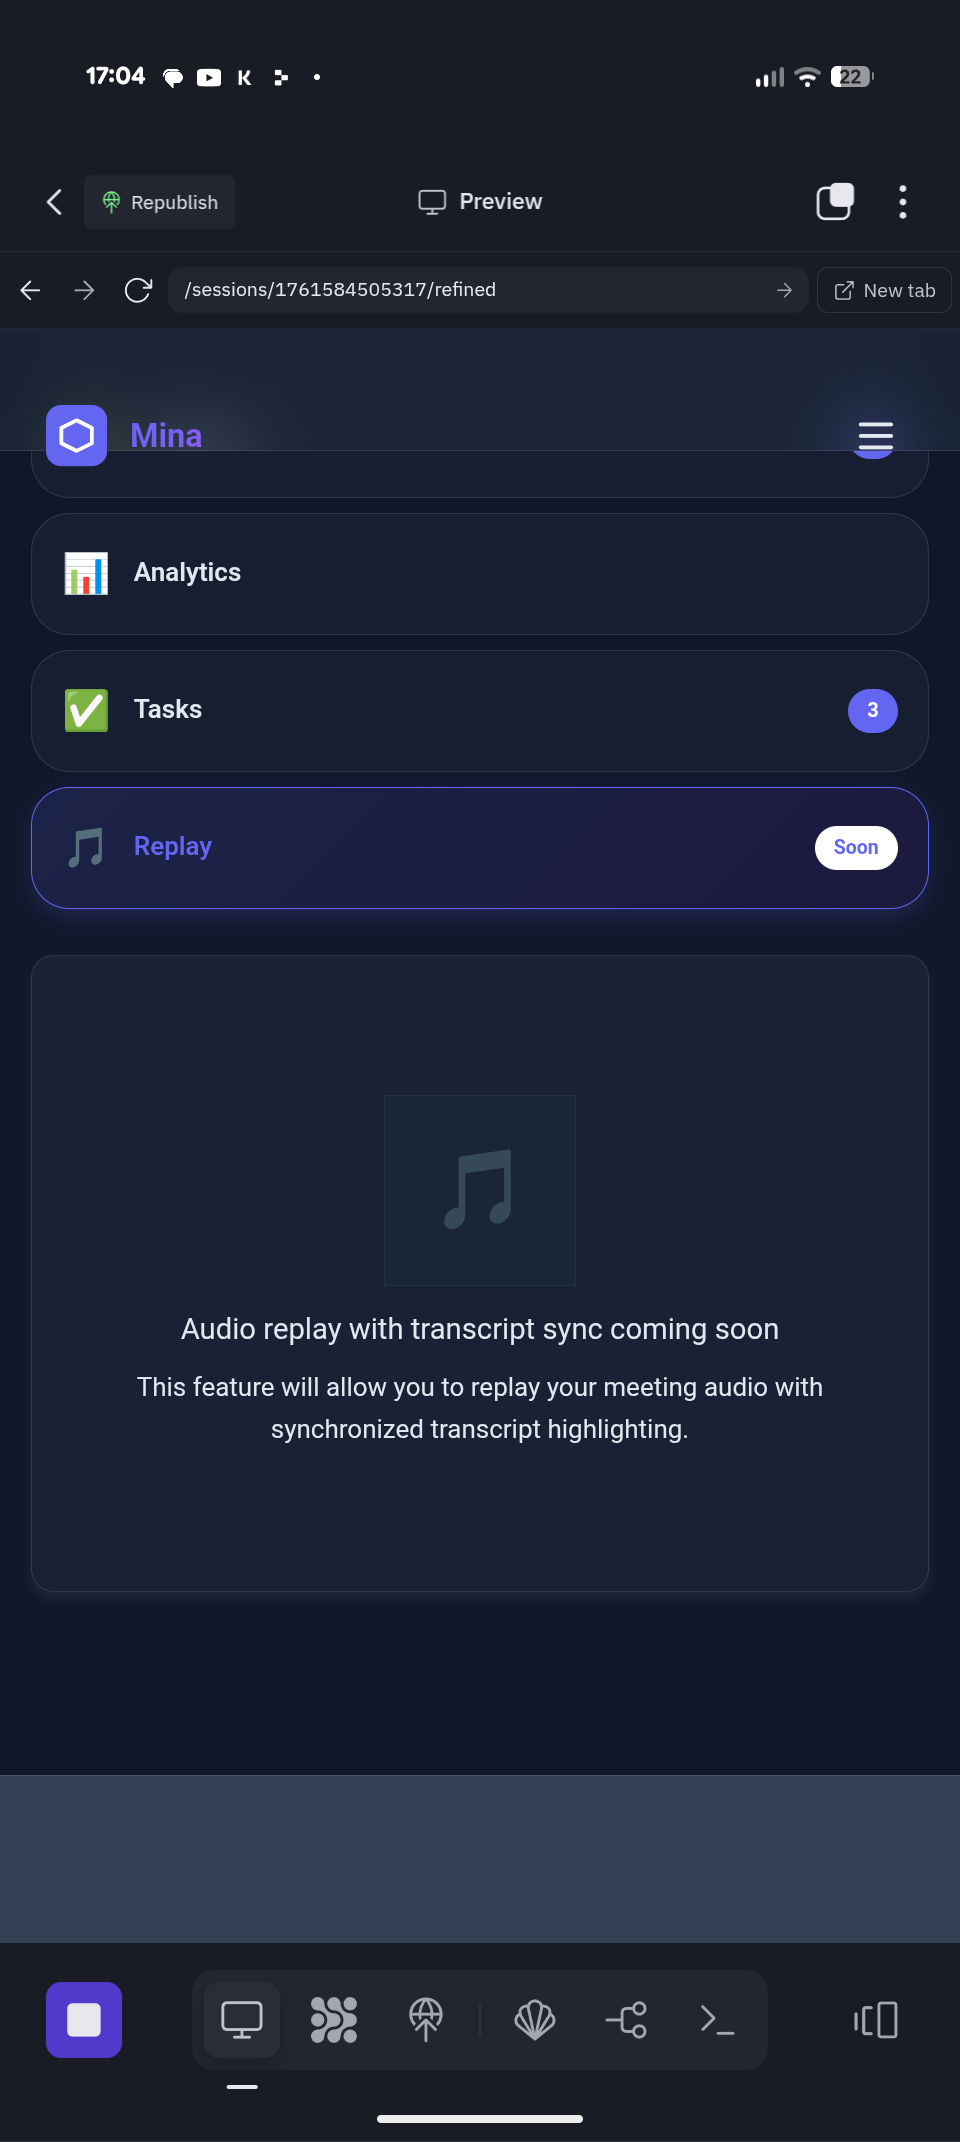 17:04
22
Republish
Preview
/sessions/1761584505317/refined
New tab
Mina
Analytics
Tasks
3
Replay
Soon
Audio replay with transcript sync coming soon
This feature will allow you to replay your meeting audio with
synchronized transcript highlighting.